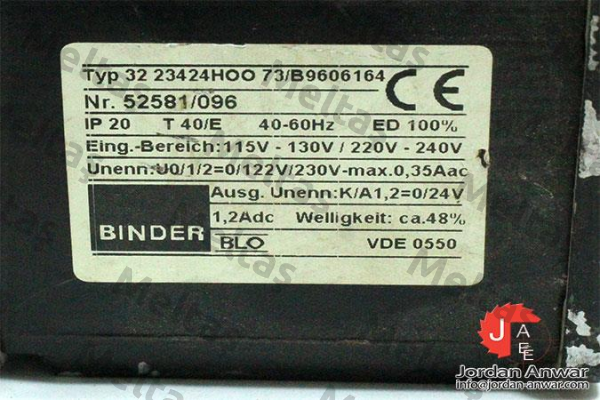 Typ 32 23424HOO 73/B9606164
CE
Nr. 52581/096
IP 20 T 40/E 40-60Hz ED 100%
Eing.-Bereich:115V - 130V / 220V - 240V
Unenn:U0/1/2=0/122V/230V-max.0,35Aac
Ausg. Unenn:K/A1,2=0/24V
1,2Adc Welligkeit: ca.48%
BINDER
BLO VDE 0550
Meltas
JAEE
Jordan Anwar
info@jordan-anwar.com